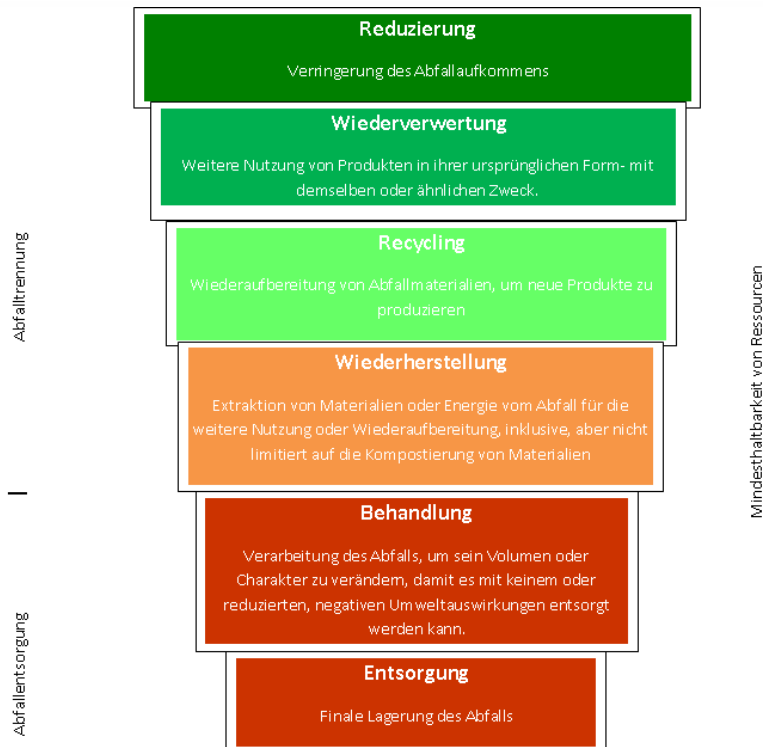 Reduzierung
Verringerung des Abfallaufkommens
Wiederverwertung
Weitere Nutzung von Produkten in ihrer ursprünglichen Form- mit
demselben oder ähnlichen Zweck.
Recycling
Wiederaufbereitung von Abfallmaterialien, um neue Produkte zu
produzieren
Wiederherstellung
Extraktion von Materialien oder Energie vom Abfall für die
weitere Nutzung oder Wiederaufbereitung, inklusive, aber nicht
limitiert auf die Kompostierung von Materialien
Behandlung
Verarbeitung des Abfalls, um sein Volumen oder
Charakter zu verändern, damit es mit keinem oder
reduzierten, negativen Umweltauswirkungen entsorgt
werden kann.
Entsorgung
Finale Lagerung des Abfalls
Abfalltrennung
Abfallentsorgung
Mindesthaltbarkeit von Ressourcen